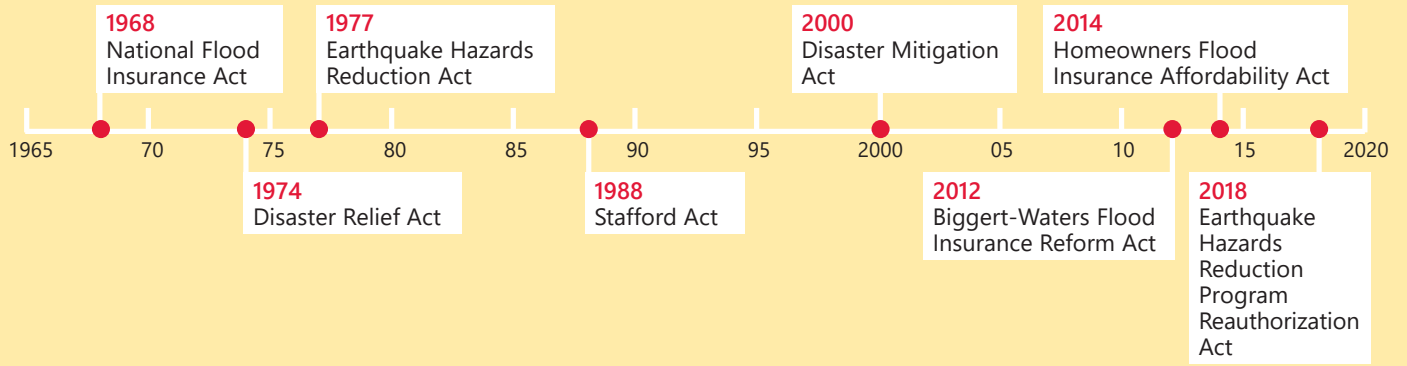 1968
National Flood
Insurance Act
1977
Earthquake Hazards
Reduction Act
2000
Disaster Mitigation
Act
2014
Homeowners Flood
Insurance Affordability Act
1965 70 75 80 85 90 95 2000 05 10 15 2020
1974
Disaster Relief Act
1988
Stafford Act
2012
Biggert-Waters Flood
Insurance Reform Act
2018
Earthquake
Hazards
Reduction
Program
Reauthorization
Act